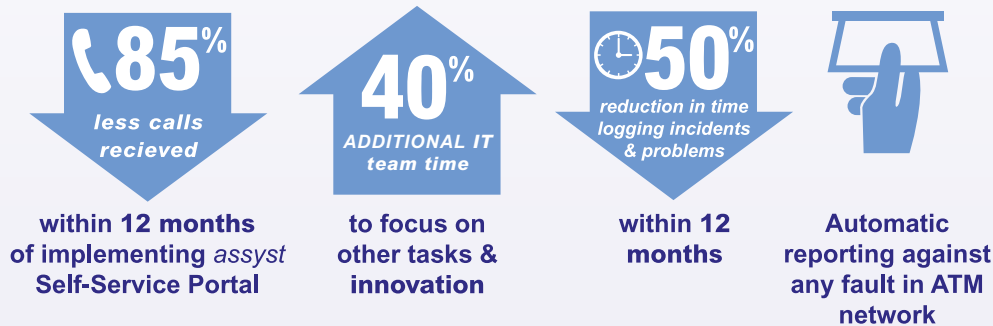 85%
less calls
recieved
within 12 months
of implementing assyst
Self-Service Portal
40%
ADDITIONAL IT
team time
to focus on
other tasks &
innovation
50%
reduction in time
logging incidents
& problems
within 12
months
Automatic
reporting against
any fault in ATM
network